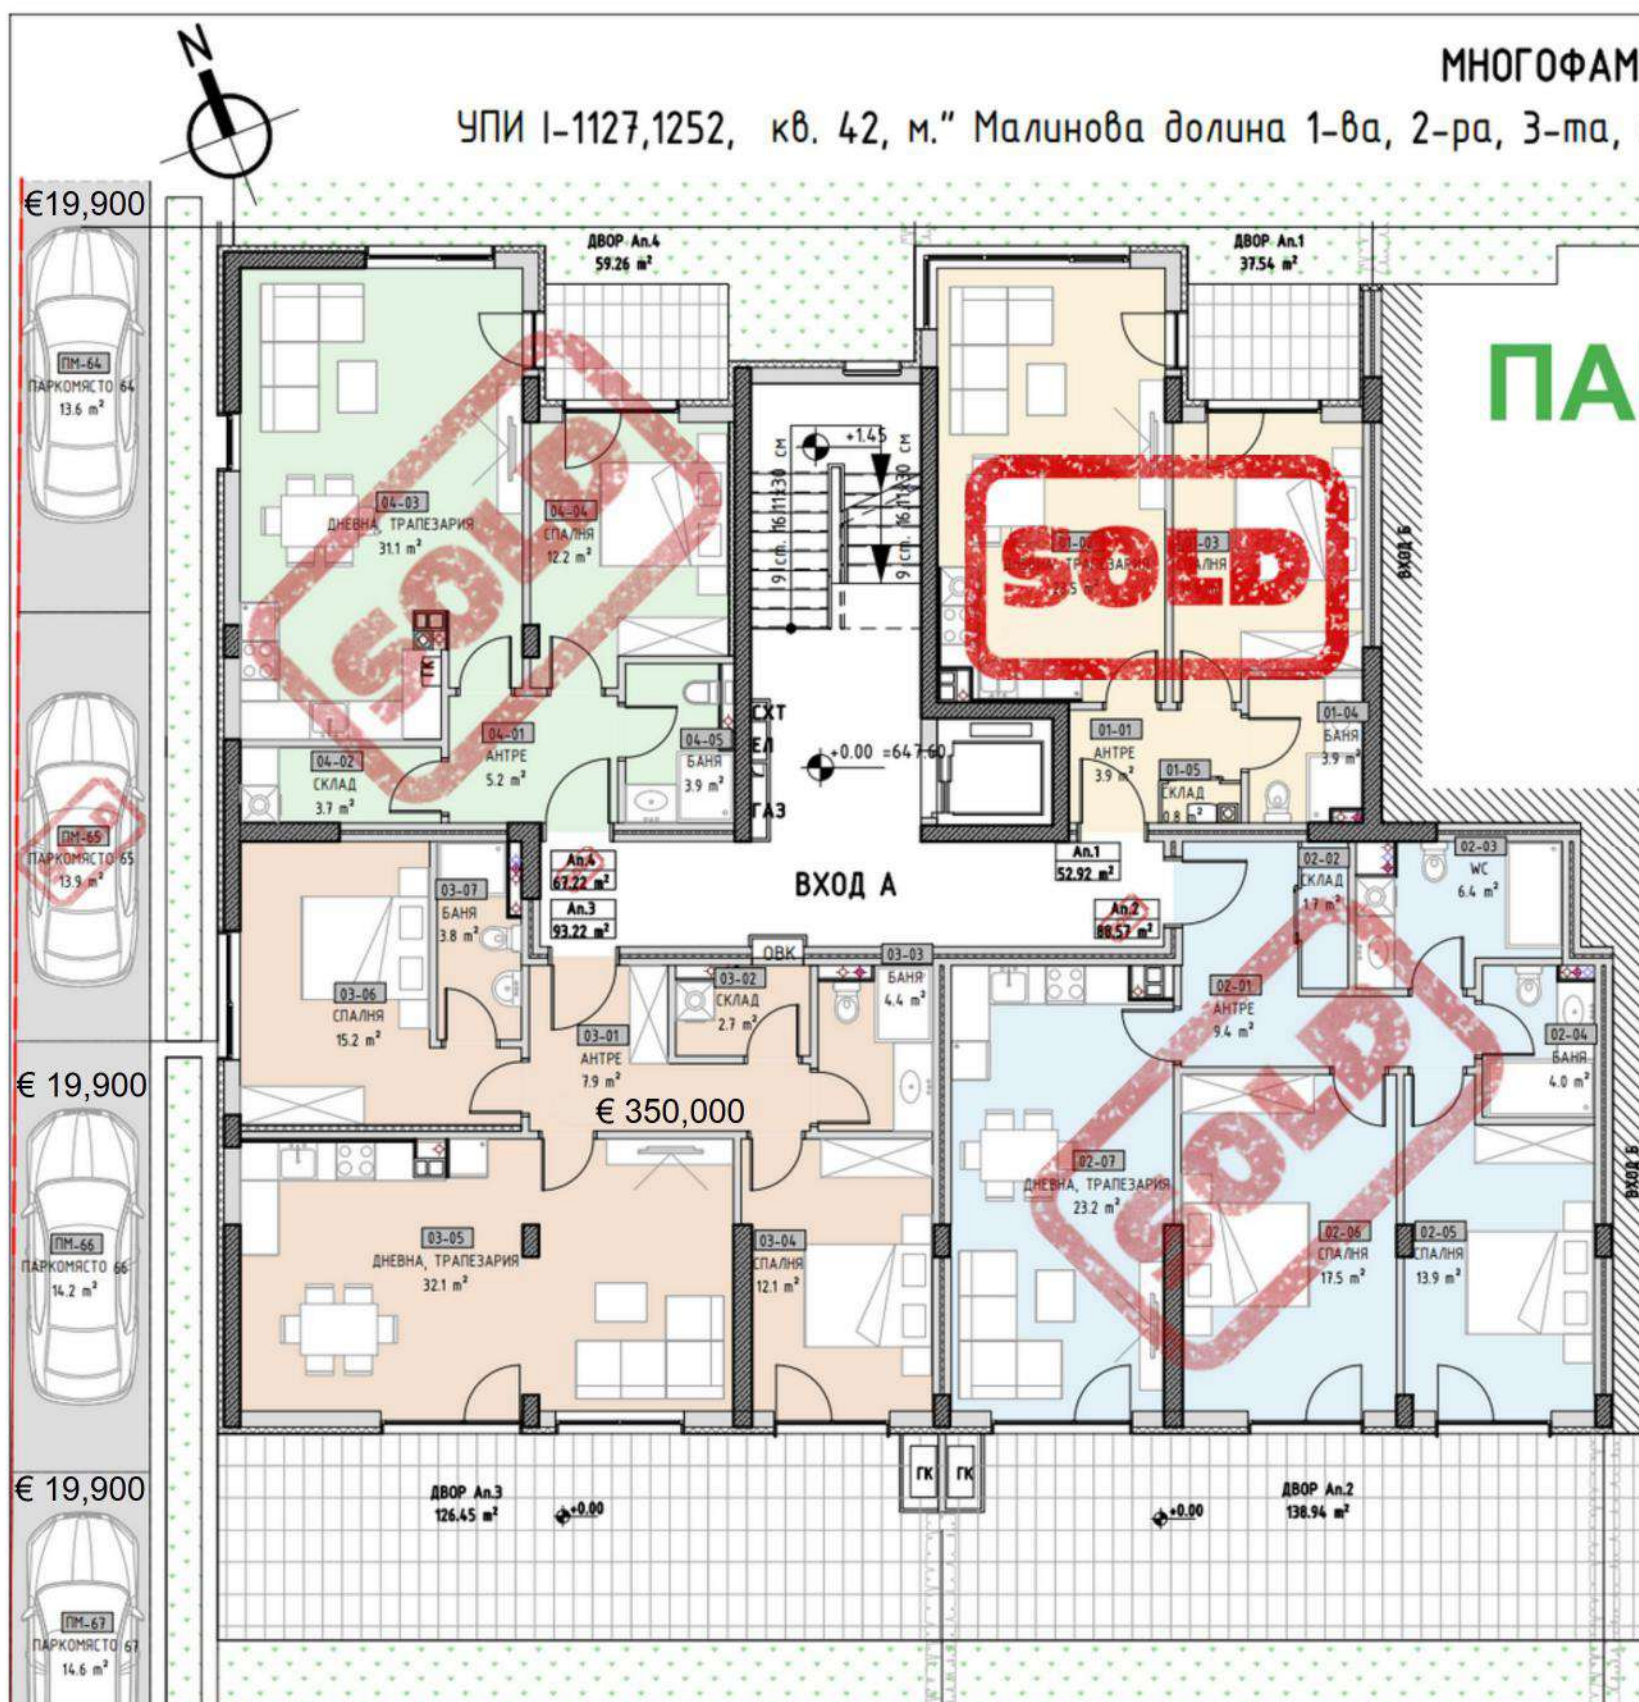 N
МНОГОФАМ
УПИ I-1127,1252, кв. 42, м." Малинова долина 1-ва, 2-ра, 3-та,
€19,900
ПМ-64
ПАРКОМЯСТО 64
13.6 m²
ДВОР Ап.4
59.26 m²
ДВОР Ап.1
37.54 m²
ПА
+1.45
9 ст. 16.11x30 см
9 ст. 16.11x30 см
04-03
ДНЕВНА, ТРАПЕЗАРИЯ
31.1 m²
04-04
СПАЛНЯ
12.2 m²
SOLD
SOLD
СПАЛНЯ
ВХОД Б
ГК
04-01
АНТРЕ
5.2 m²
04-02
СКЛАД
3.7 m²
04-05
БАНЯ
3.9 m²
СХТ
ЕЛ
ГАЗ
+0.00 =647.60
01-01
АНТРЕ
3.9 m²
01-04
БАНЯ
3.9 m²
01-05
СКЛАД
0.8 m²
ПМ-65
ПАРКОМЯСТО 65
13.9 m²
Ап.4
67.22 m²
Ап.3
93.22 m²
ВХОД А
Ап.1
52.92 m²
Ап.2
88.57 m²
02-02
СКЛАД
1.7 m²
02-03
WC
6.4 m²
03-07
БАНЯ
3.8 m²
ОВК
03-03
БАНЯ
4.4 m²
03-06
СПАЛНЯ
15.2 m²
03-02
СКЛАД
2.7 m²
03-01
АНТРЕ
7.9 m²
02-01
АНТРЕ
9.4 m²
02-04
БАНЯ
4.0 m²
€ 19,900
€ 350,000
SOLD
ВХОД Б
02-07
ДНЕВНА, ТРАПЕЗАРИЯ
23.2 m²
ПМ-66
ПАРКОМЯСТО 66
14.2 m²
03-05
ДНЕВНА, ТРАПЕЗАРИЯ
32.1 m²
03-04
СПАЛНЯ
12.1 m²
02-06
СПАЛНЯ
17.5 m²
02-05
СПАЛНЯ
13.9 m²
€ 19,900
ГК
ГК
ДВОР Ап.3
126.45 m²
+0.00
+0.00
ДВОР Ап.2
138.94 m²
ПМ-67
ПАРКОМЯСТО 67
14.6 m²